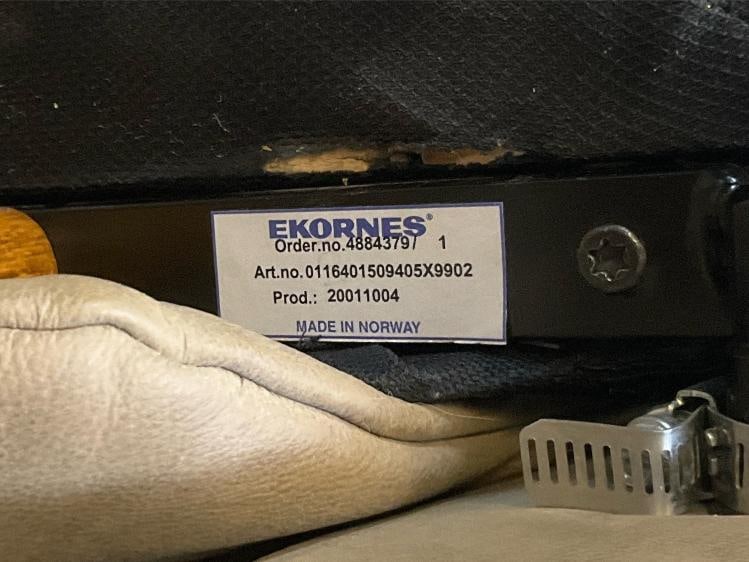 EKORNES®
Order.no.4884379/ 1
Art.no.0116401509405X9902
Prod.: 20011004
MADE IN NORWAY